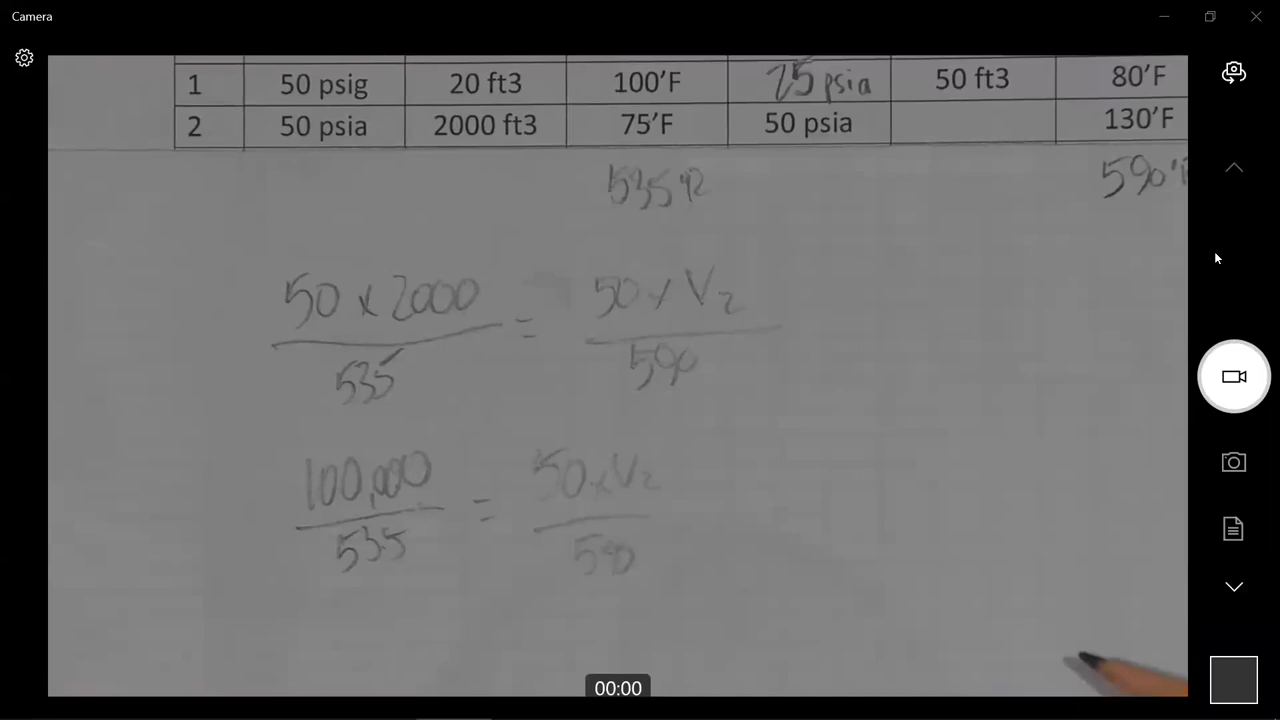 Camera
1 50 psig 20 ft3 100'F 25 psia 50 ft3 80'F
2 50 psia 2000 ft3 75'F 50 psia 130'F
535°R 590°
50 x 2000 = 50 x V2
535 590
100,000 = 50 x V2
535 590
00:00